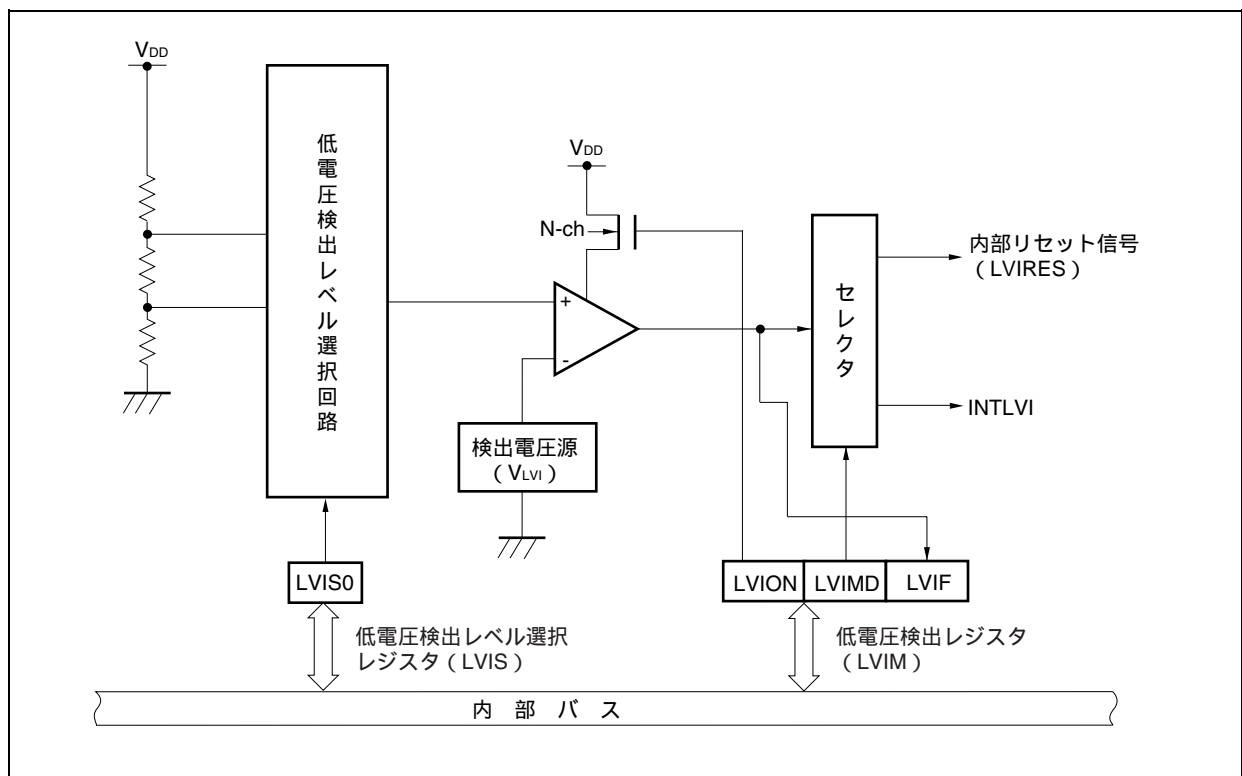 VDD
低電圧検出レベル選択回路
VDD
N-ch
+
-
検出電圧源
（VLVI）
セレクタ
内部リセット信号
（LVIRES）
INTLVI
LVIS0
LVION
LVIMD
LVIF
低電圧検出レベル選択
レジスタ（LVIS）
低電圧検出レジスタ
（LVIM）
内 部 バ ス